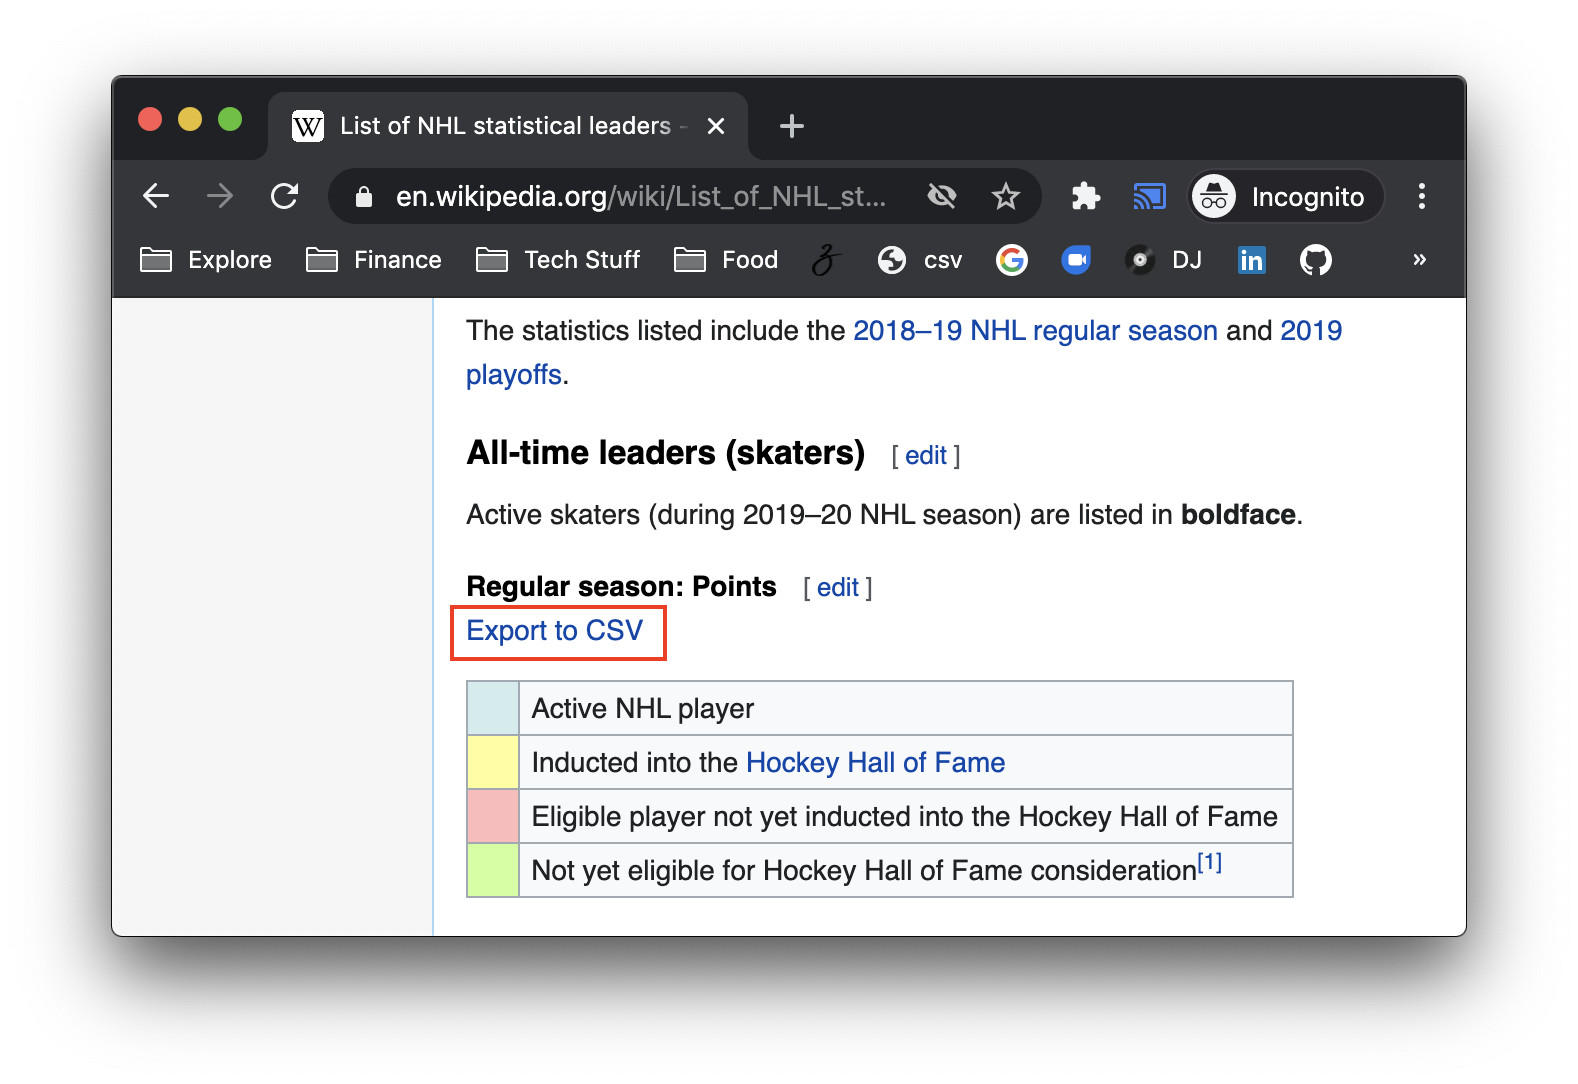 W List of NHL statistical leaders -
en.wikipedia.org/wiki/List_of_NHL_st... Incognito
Explore Finance Tech Stuff Food csv G DJ in »
The statistics listed include the 2018–19 NHL regular season and 2019
playoffs.
All-time leaders (skaters) [ edit ]
Active skaters (during 2019–20 NHL season) are listed in boldface.
Regular season: Points [ edit ]
Export to CSV
Active NHL player
Inducted into the Hockey Hall of Fame
Eligible player not yet inducted into the Hockey Hall of Fame
Not yet eligible for Hockey Hall of Fame consideration[1]